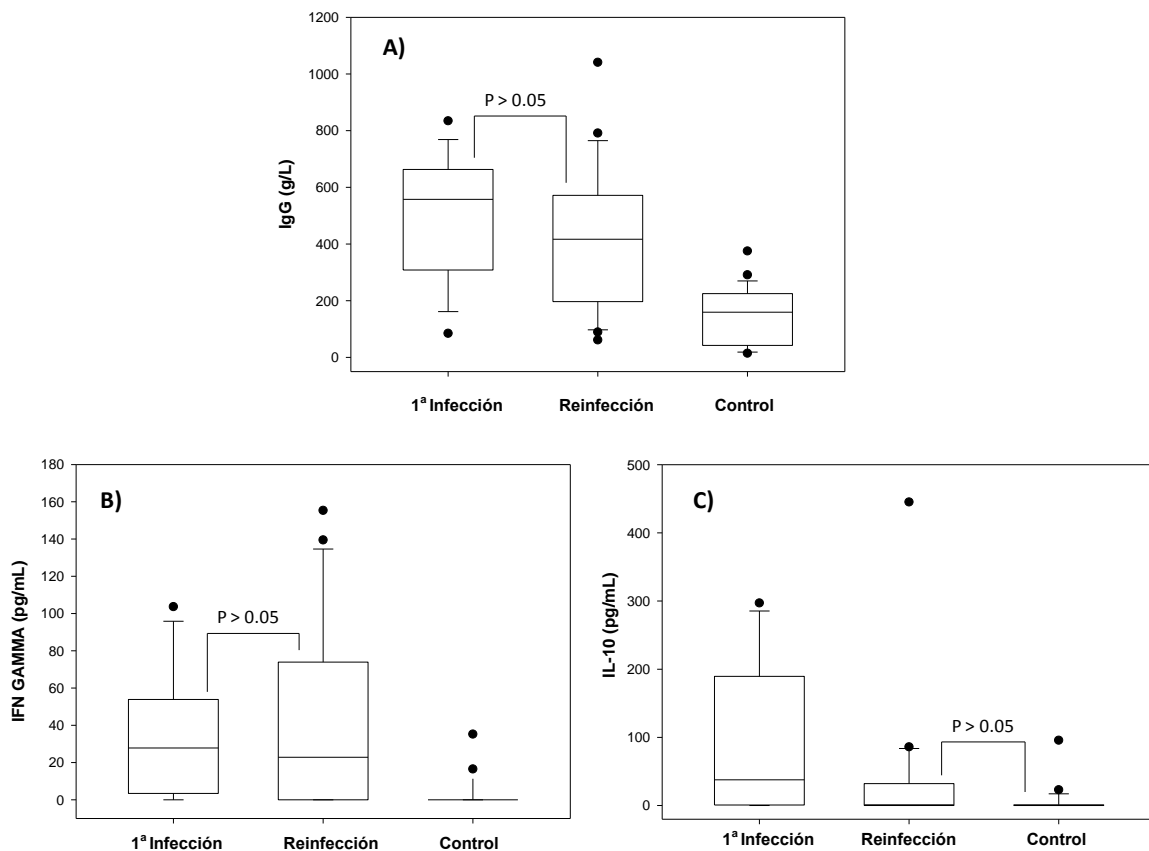 A)
IgG (g/L)
1200
1000
800
600
400
200
0
P > 0.05
1ª Infección Reinfección Control
B)
IFN GAMMA (pg/mL)
180
160
140
120
100
80
60
40
20
0
P > 0.05
1ª Infección Reinfección Control
C)
IL-10 (pg/mL)
500
400
300
200
100
0
P > 0.05
1ª Infección Reinfección Control